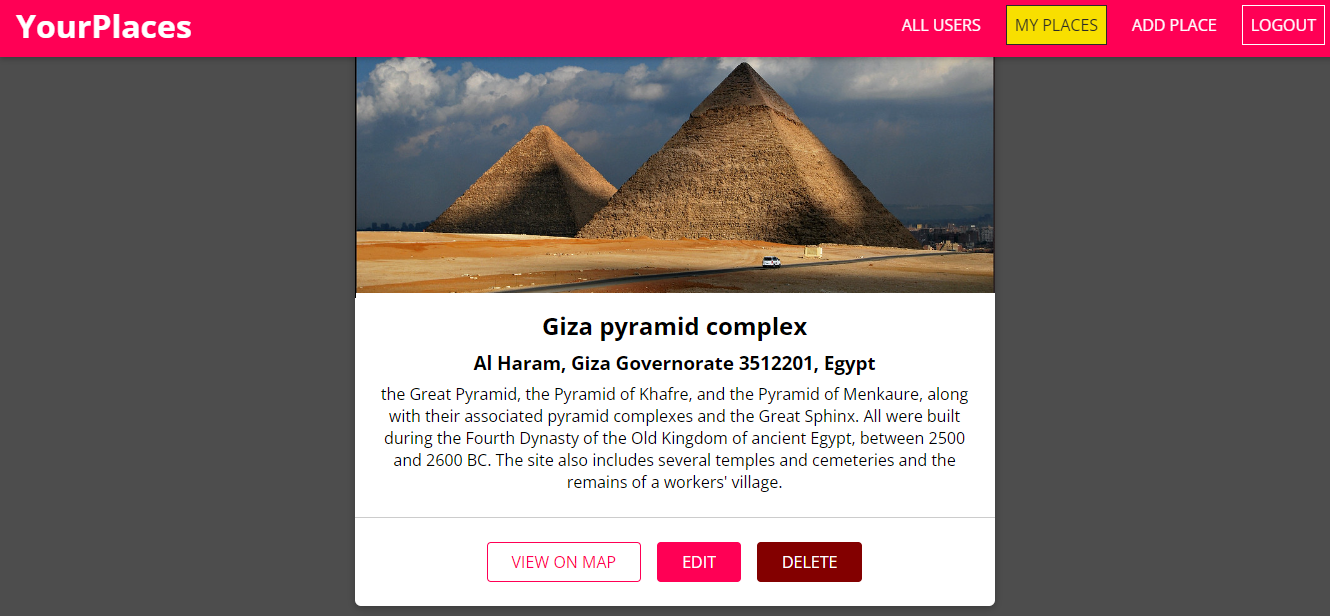 YourPlaces
ALL USERS
MY PLACES
ADD PLACE
LOGOUT
Giza pyramid complex
Al Haram, Giza Governorate 3512201, Egypt
the Great Pyramid, the Pyramid of Khafre, and the Pyramid of Menkaure, along
with their associated pyramid complexes and the Great Sphinx. All were built
during the Fourth Dynasty of the Old Kingdom of ancient Egypt, between 2500
and 2600 BC. The site also includes several temples and cemeteries and the
remains of a workers' village.
VIEW ON MAP
EDIT
DELETE